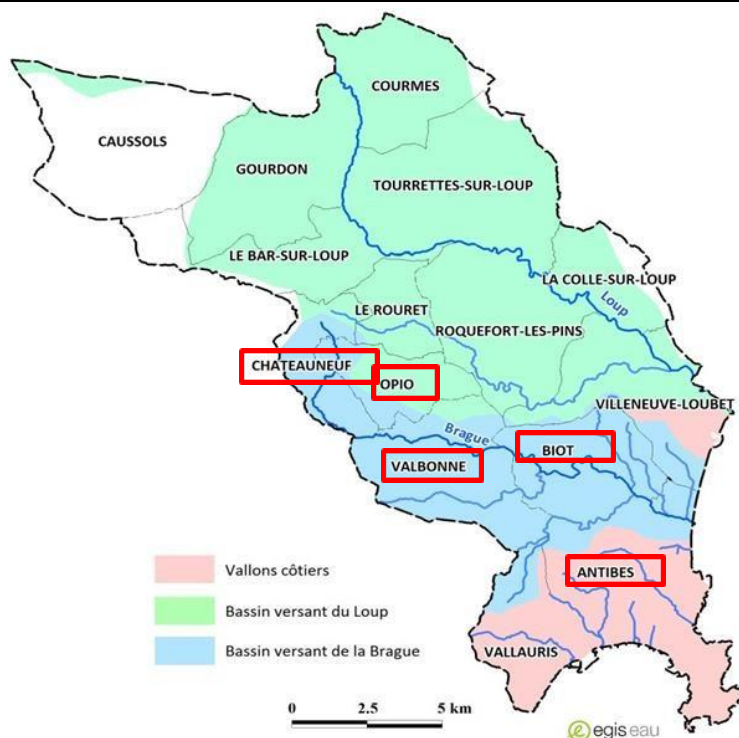 COURMES
CAUSSOLS
GOURDON
TOURRETTES-SUR-LOUP
LE BAR-SUR-LOUP
LA COLLE-SUR-LOUP
Loup
LE ROURET
ROQUEFORT-LES-PINS
CHATEAUNEUF
OPIO
VILLENEUVE-LOUBET
Brague
BIOT
VALBONNE
ANTIBES
Vallons côtiers
Bassin versant du Loup
Bassin versant de la Brague
VALLAURIS
0 2.5 5 km
egis eau